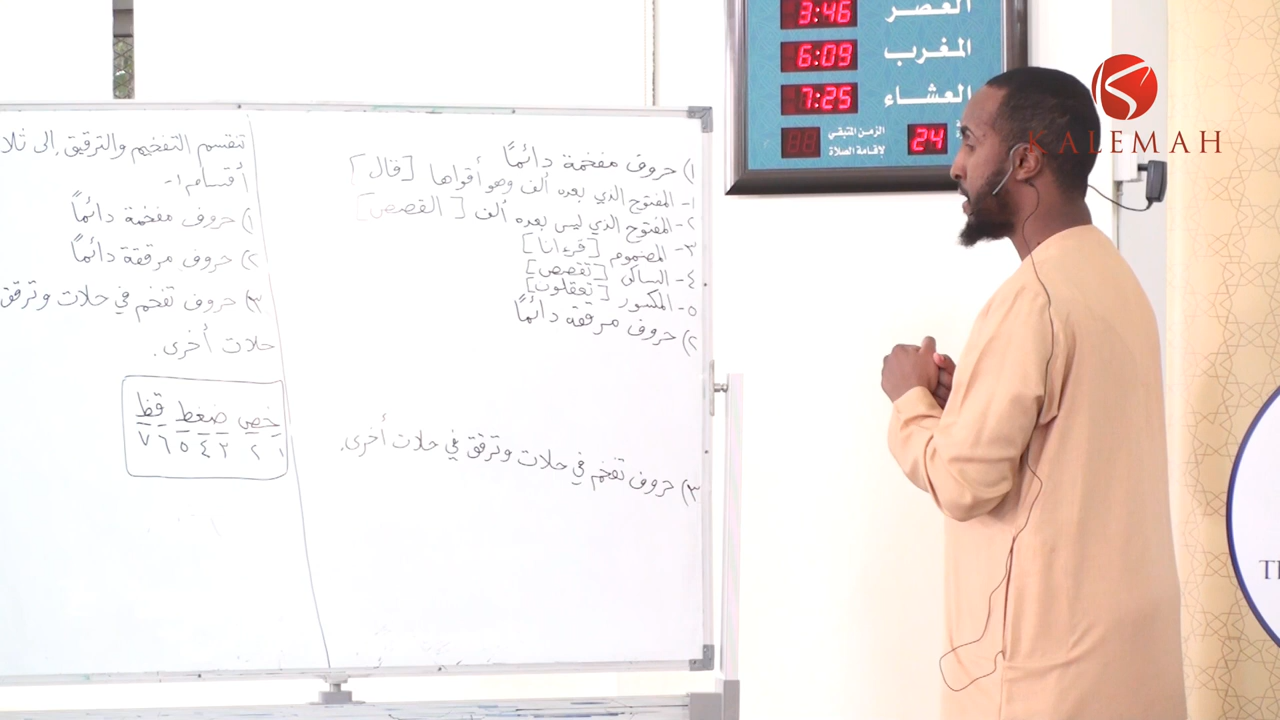 العصر 3:46
المغرب 6:09
العشاء 7:25
الزمن المتبقي
لإقامة الصلاة
88
24
KALEMAH
١) حروف مفخمة دائمًا
١- المفتوح الذي بعده ألف وهو أقواها [قال]
٢- المفتوح الذي ليس بعده ألف [القصص]
٣- المضموم [قرءانا]
٤- الساكن [تقصص]
٥- المكسور [تعقلون]
٢) حروف مرققة دائمًا
٣) حروف تفخم في حلات وترقق في حلات أخرى.
تنقسم التفخيم والترقيق إلى ثلا
أقسام :-
١) حروف مفخمة دائمًا
٢) حروف مرققة دائمًا
٣) حروف تفخم في حلات وترقق
حلات أخرى.
خص ضغط قظ
١ ٢ ٣ ٤ ٥ ٦ ٧